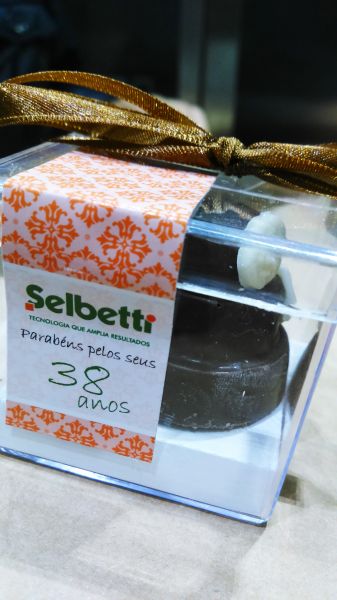 Selbetti
TECNOLOGIA QUE AMPLIA RESULTADOS
Parabéns pelos seus
38
anos